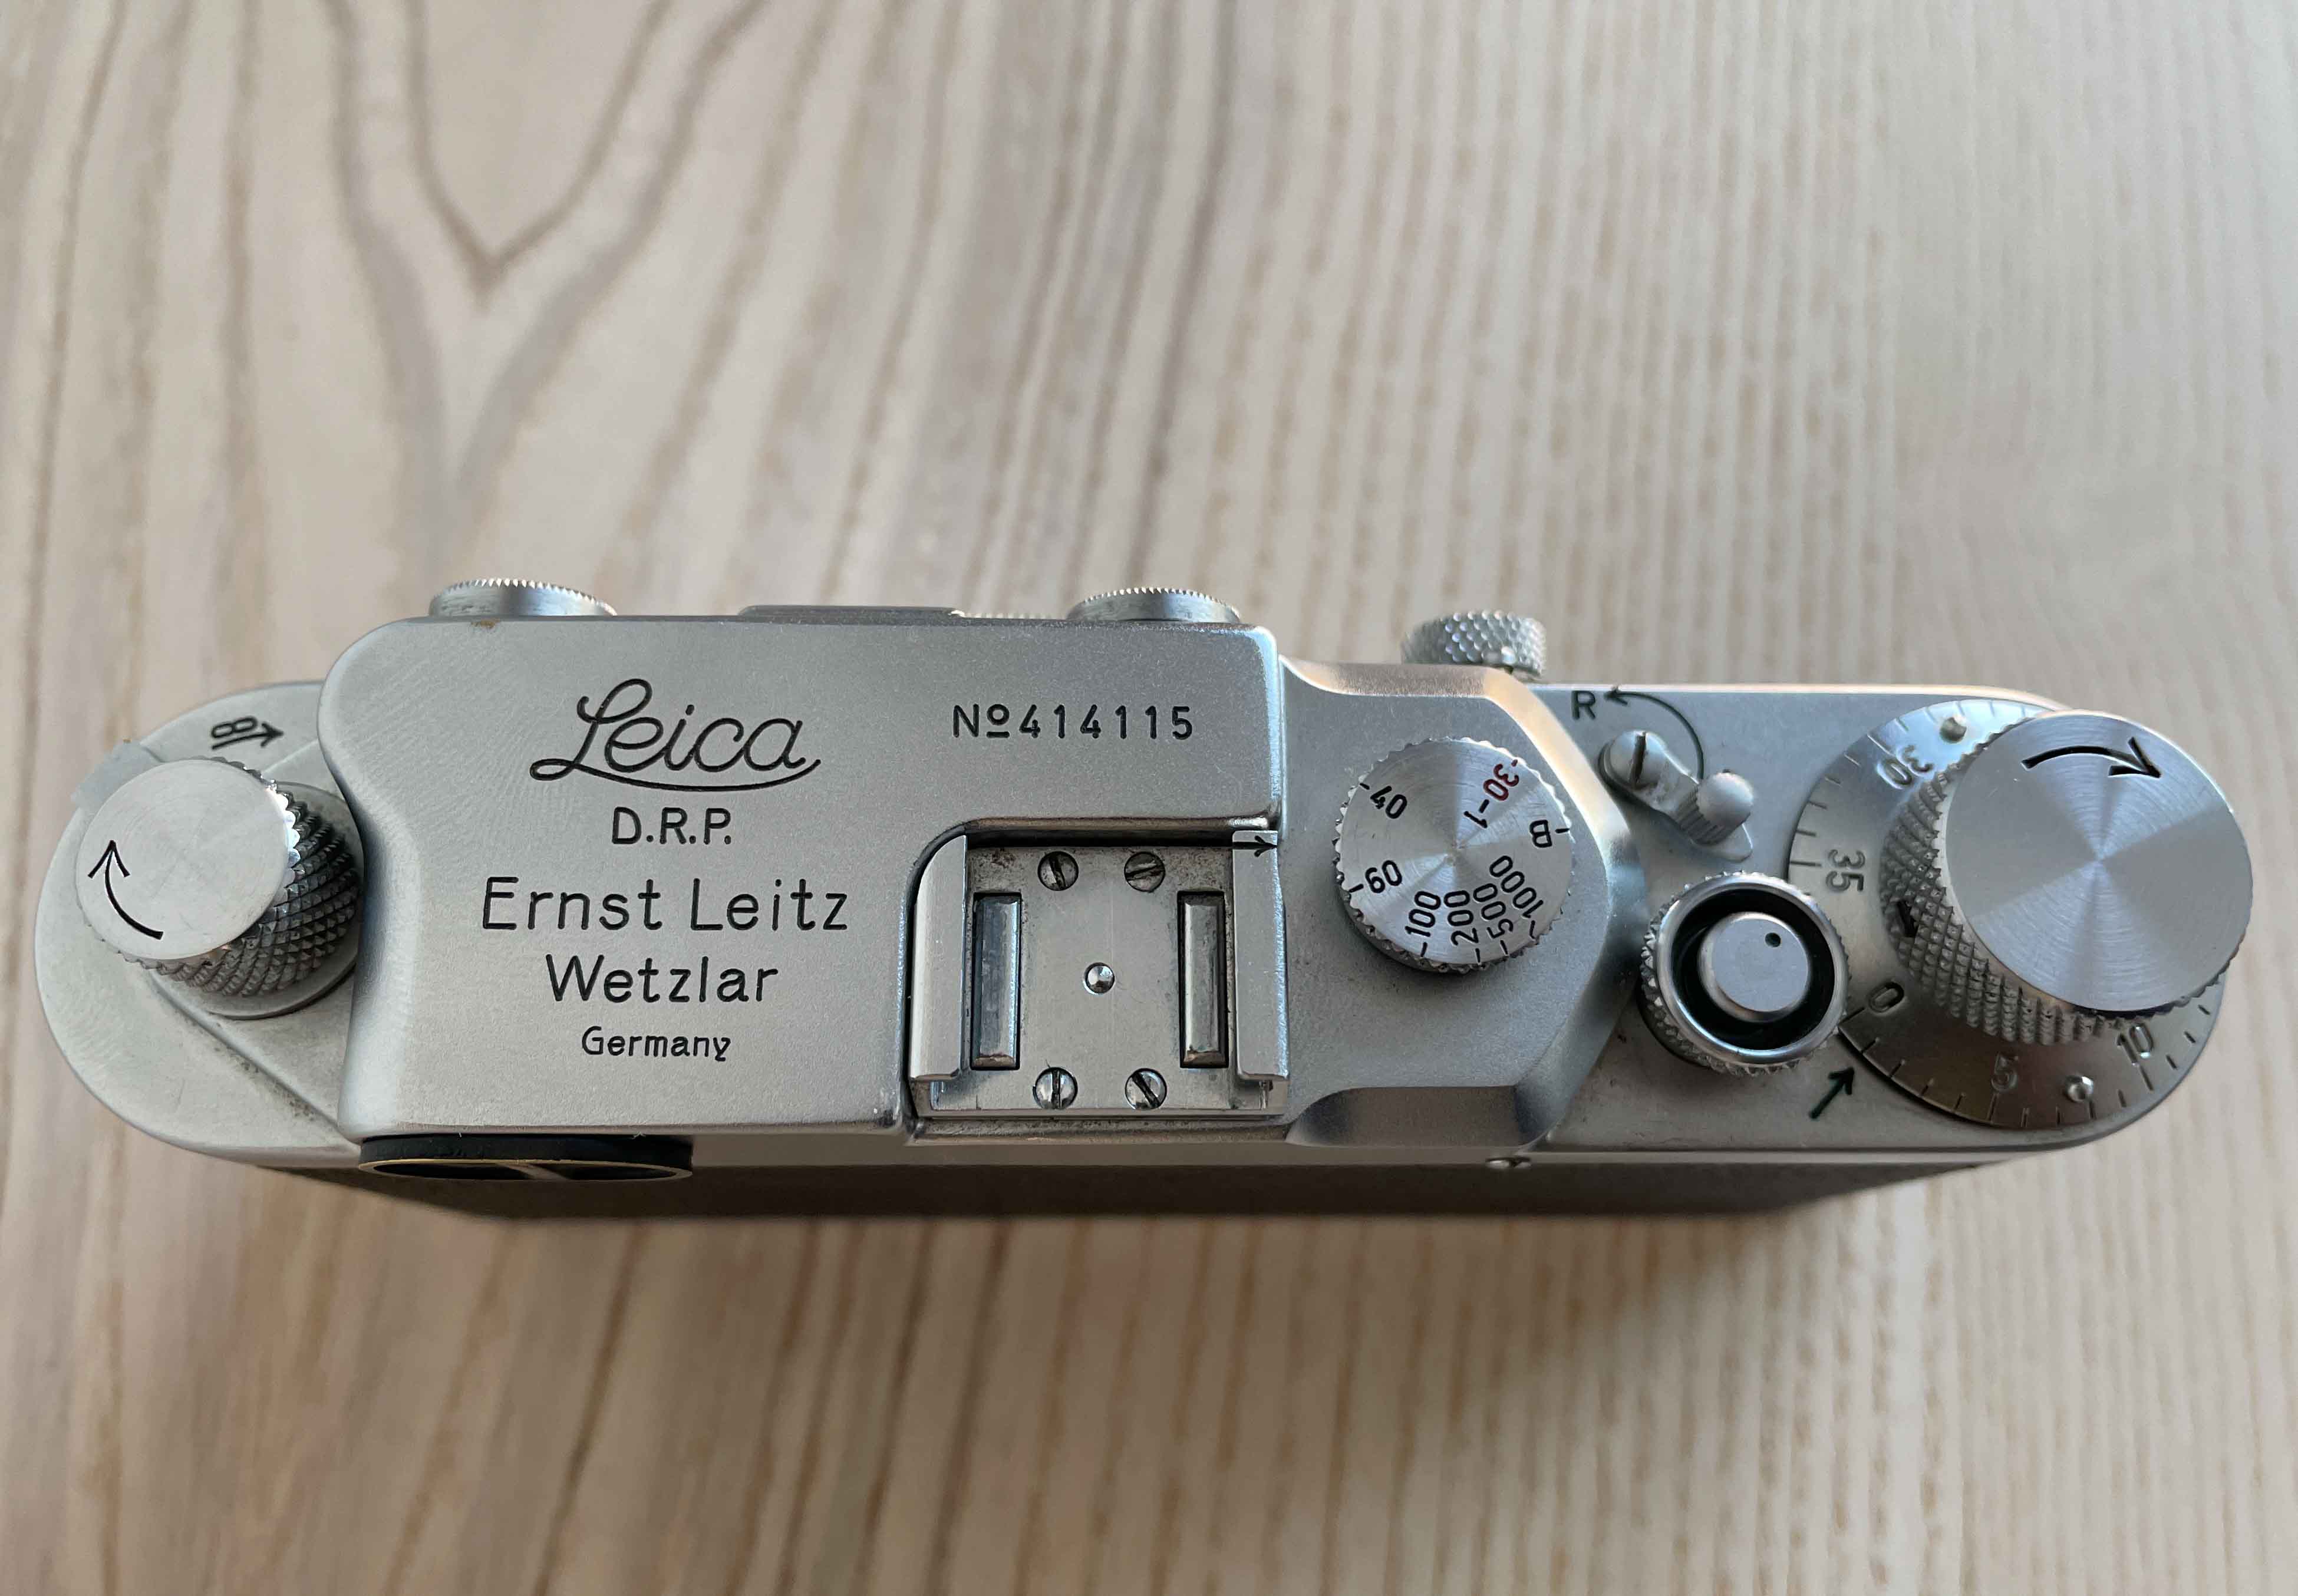 Leica
D.R.P.
Ernst Leitz
Wetzlar
Germany
№414115
-30-1
B
1000
500
200
100
60
40
R
30
35
0
5
10